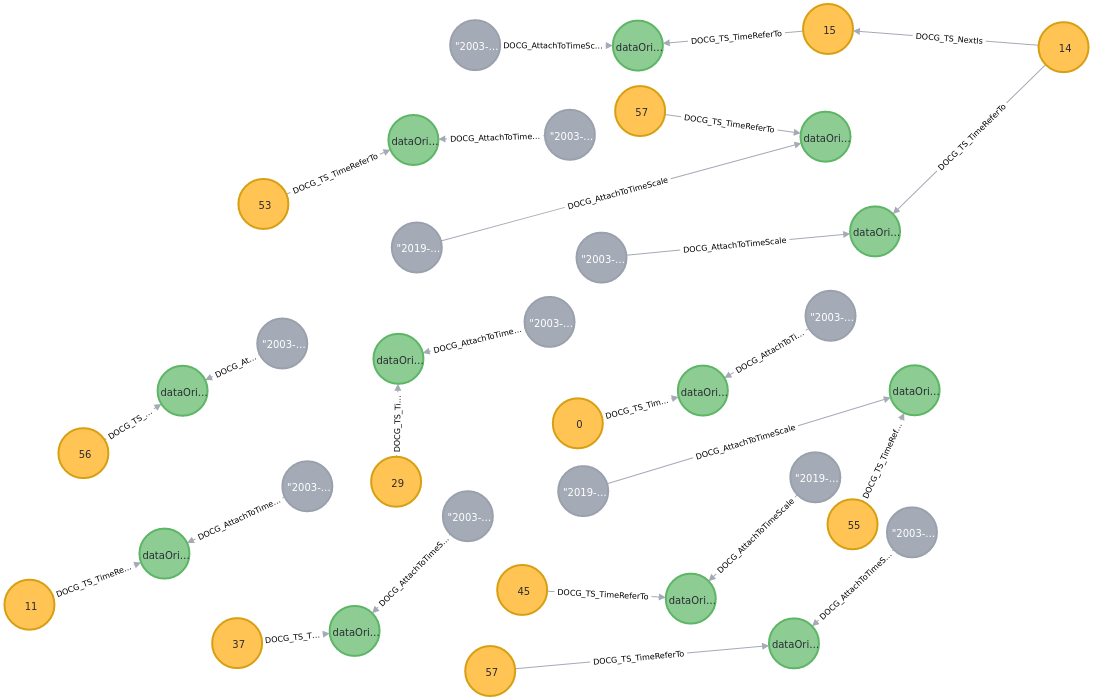 "2003-...
DOCG_AttachToTimeSc...
dataOri...
DOCG_TS_TimeReferTo
15
DOCG_TS_NextIs
14
57
DOCG_TS_TimeReferTo
dataOri...
DOCG_TS_TimeReferTo
dataOri...
DOCG_AttachToTime...
"2003-...
DOCG_TS_TimeReferTo
53
DOCG_AttachToTimeScale
"2019-...
"2003-...
DOCG_AttachToTimeScale
dataOri...
"2003-...
DOCG_At...
dataOri...
DOCG_TS_...
56
"2003-...
DOCG_AttachToTime...
dataOri...
DOCG_TS_Ti...
29
"2003-...
DOCG_AttachToTi...
dataOri...
DOCG_TS_Tim...
0
dataOri...
DOCG_AttachToTimeScale
"2019-...
DOCG_TS_TimeRef...
55
"2003-...
DOCG_AttachToTime...
dataOri...
DOCG_TS_TimeRe...
11
"2003-...
DOCG_AttachToTimeS...
dataOri...
DOCG_TS_T...
37
"2019-...
DOCG_AttachToTimeScale
45
DOCG_TS_TimeReferTo
dataOri...
"2003-...
DOCG_AttachToTimeS...
dataOri...
DOCG_TS_TimeReferTo
57